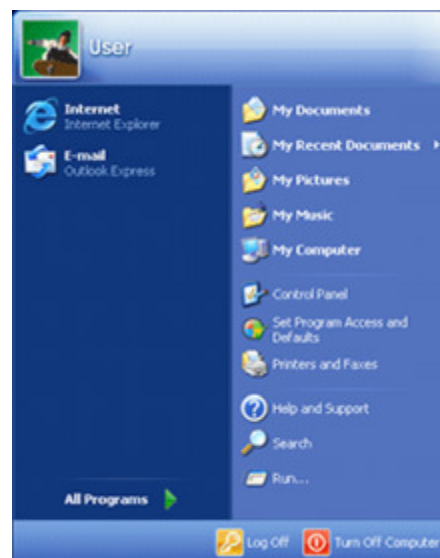 User
Internet
Internet Explorer
E-mail
Outlook Express
All Programs
My Documents
My Recent Documents
My Pictures
My Music
My Computer
Control Panel
Set Program Access and
Defaults
Printers and Faxes
Help and Support
Search
Run...
Log Off
Turn Off Computer